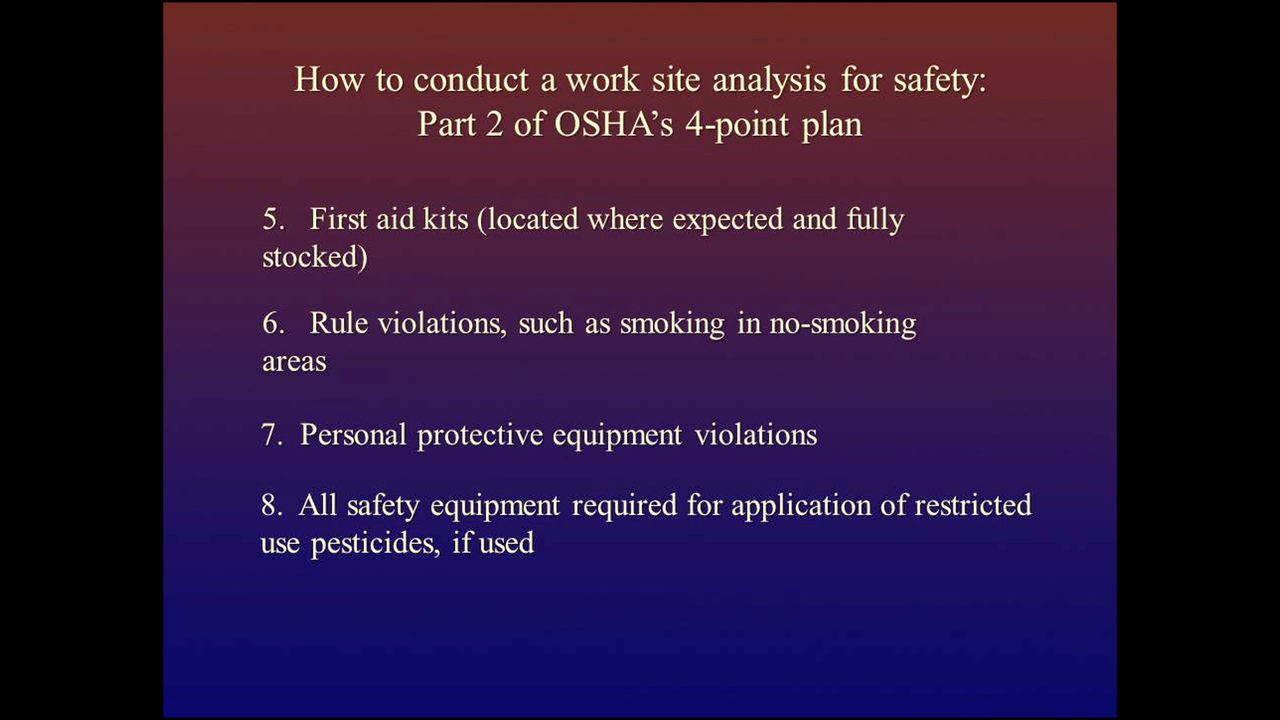 How to conduct a work site analysis for safety:
Part 2 of OSHA’s 4-point plan
5. First aid kits (located where expected and fully
stocked)
6. Rule violations, such as smoking in no-smoking
areas
7. Personal protective equipment violations
8. All safety equipment required for application of restricted
use pesticides, if used